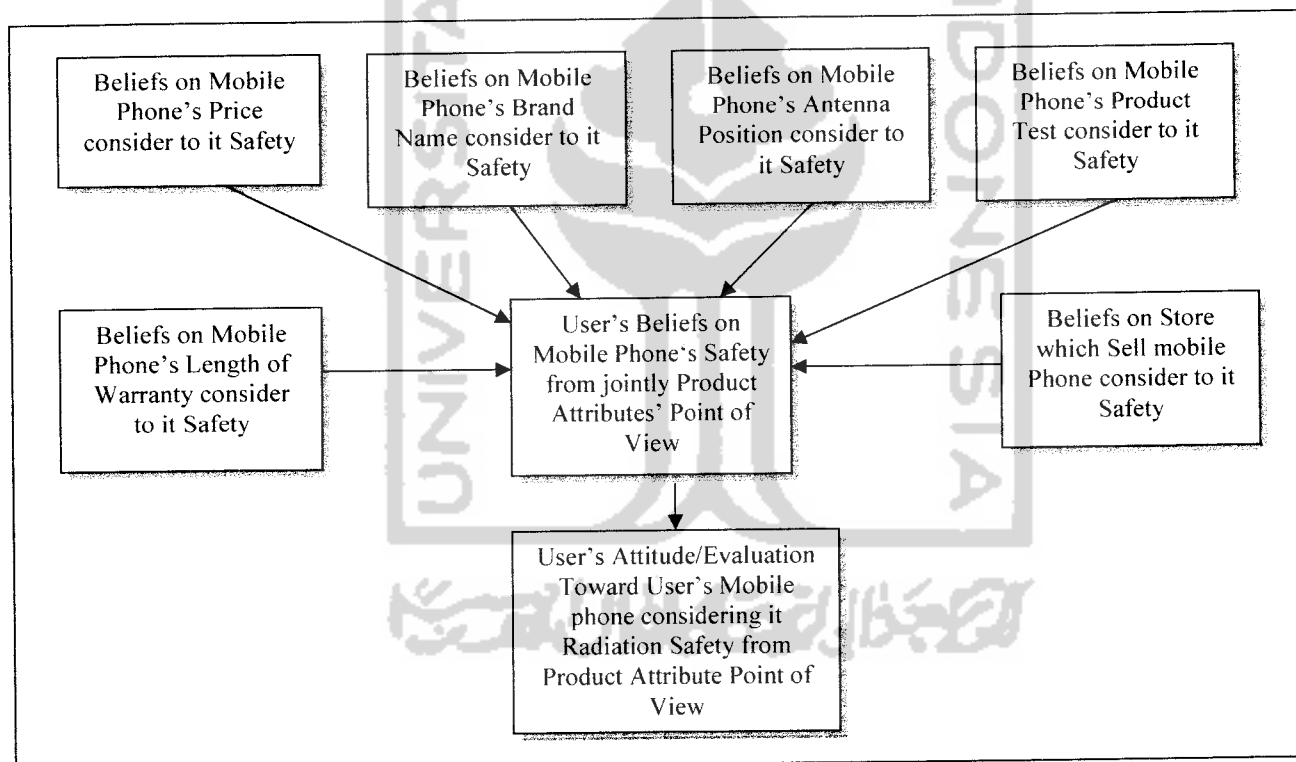 Beliefs on Mobile
Phone's Price
consider to it Safety
Beliefs on Mobile
Phone's Brand
Name consider to it
Safety
Beliefs on Mobile
Phone's Antenna
Position consider to
it Safety
Beliefs on Mobile
Phone's Product
Test consider to it
Safety
Beliefs on Mobile
Phone's Length of
Warranty consider
to it Safety
User's Beliefs on
Mobile Phone's Safety
from jointly Product
Attributes' Point of
View
Beliefs on Store
which Sell mobile
Phone consider to it
Safety
User's Attitude/Evaluation
Toward User's Mobile
phone considering it
Radiation Safety from
Product Attribute Point of
View
UNIVERSITA
NDONESIA